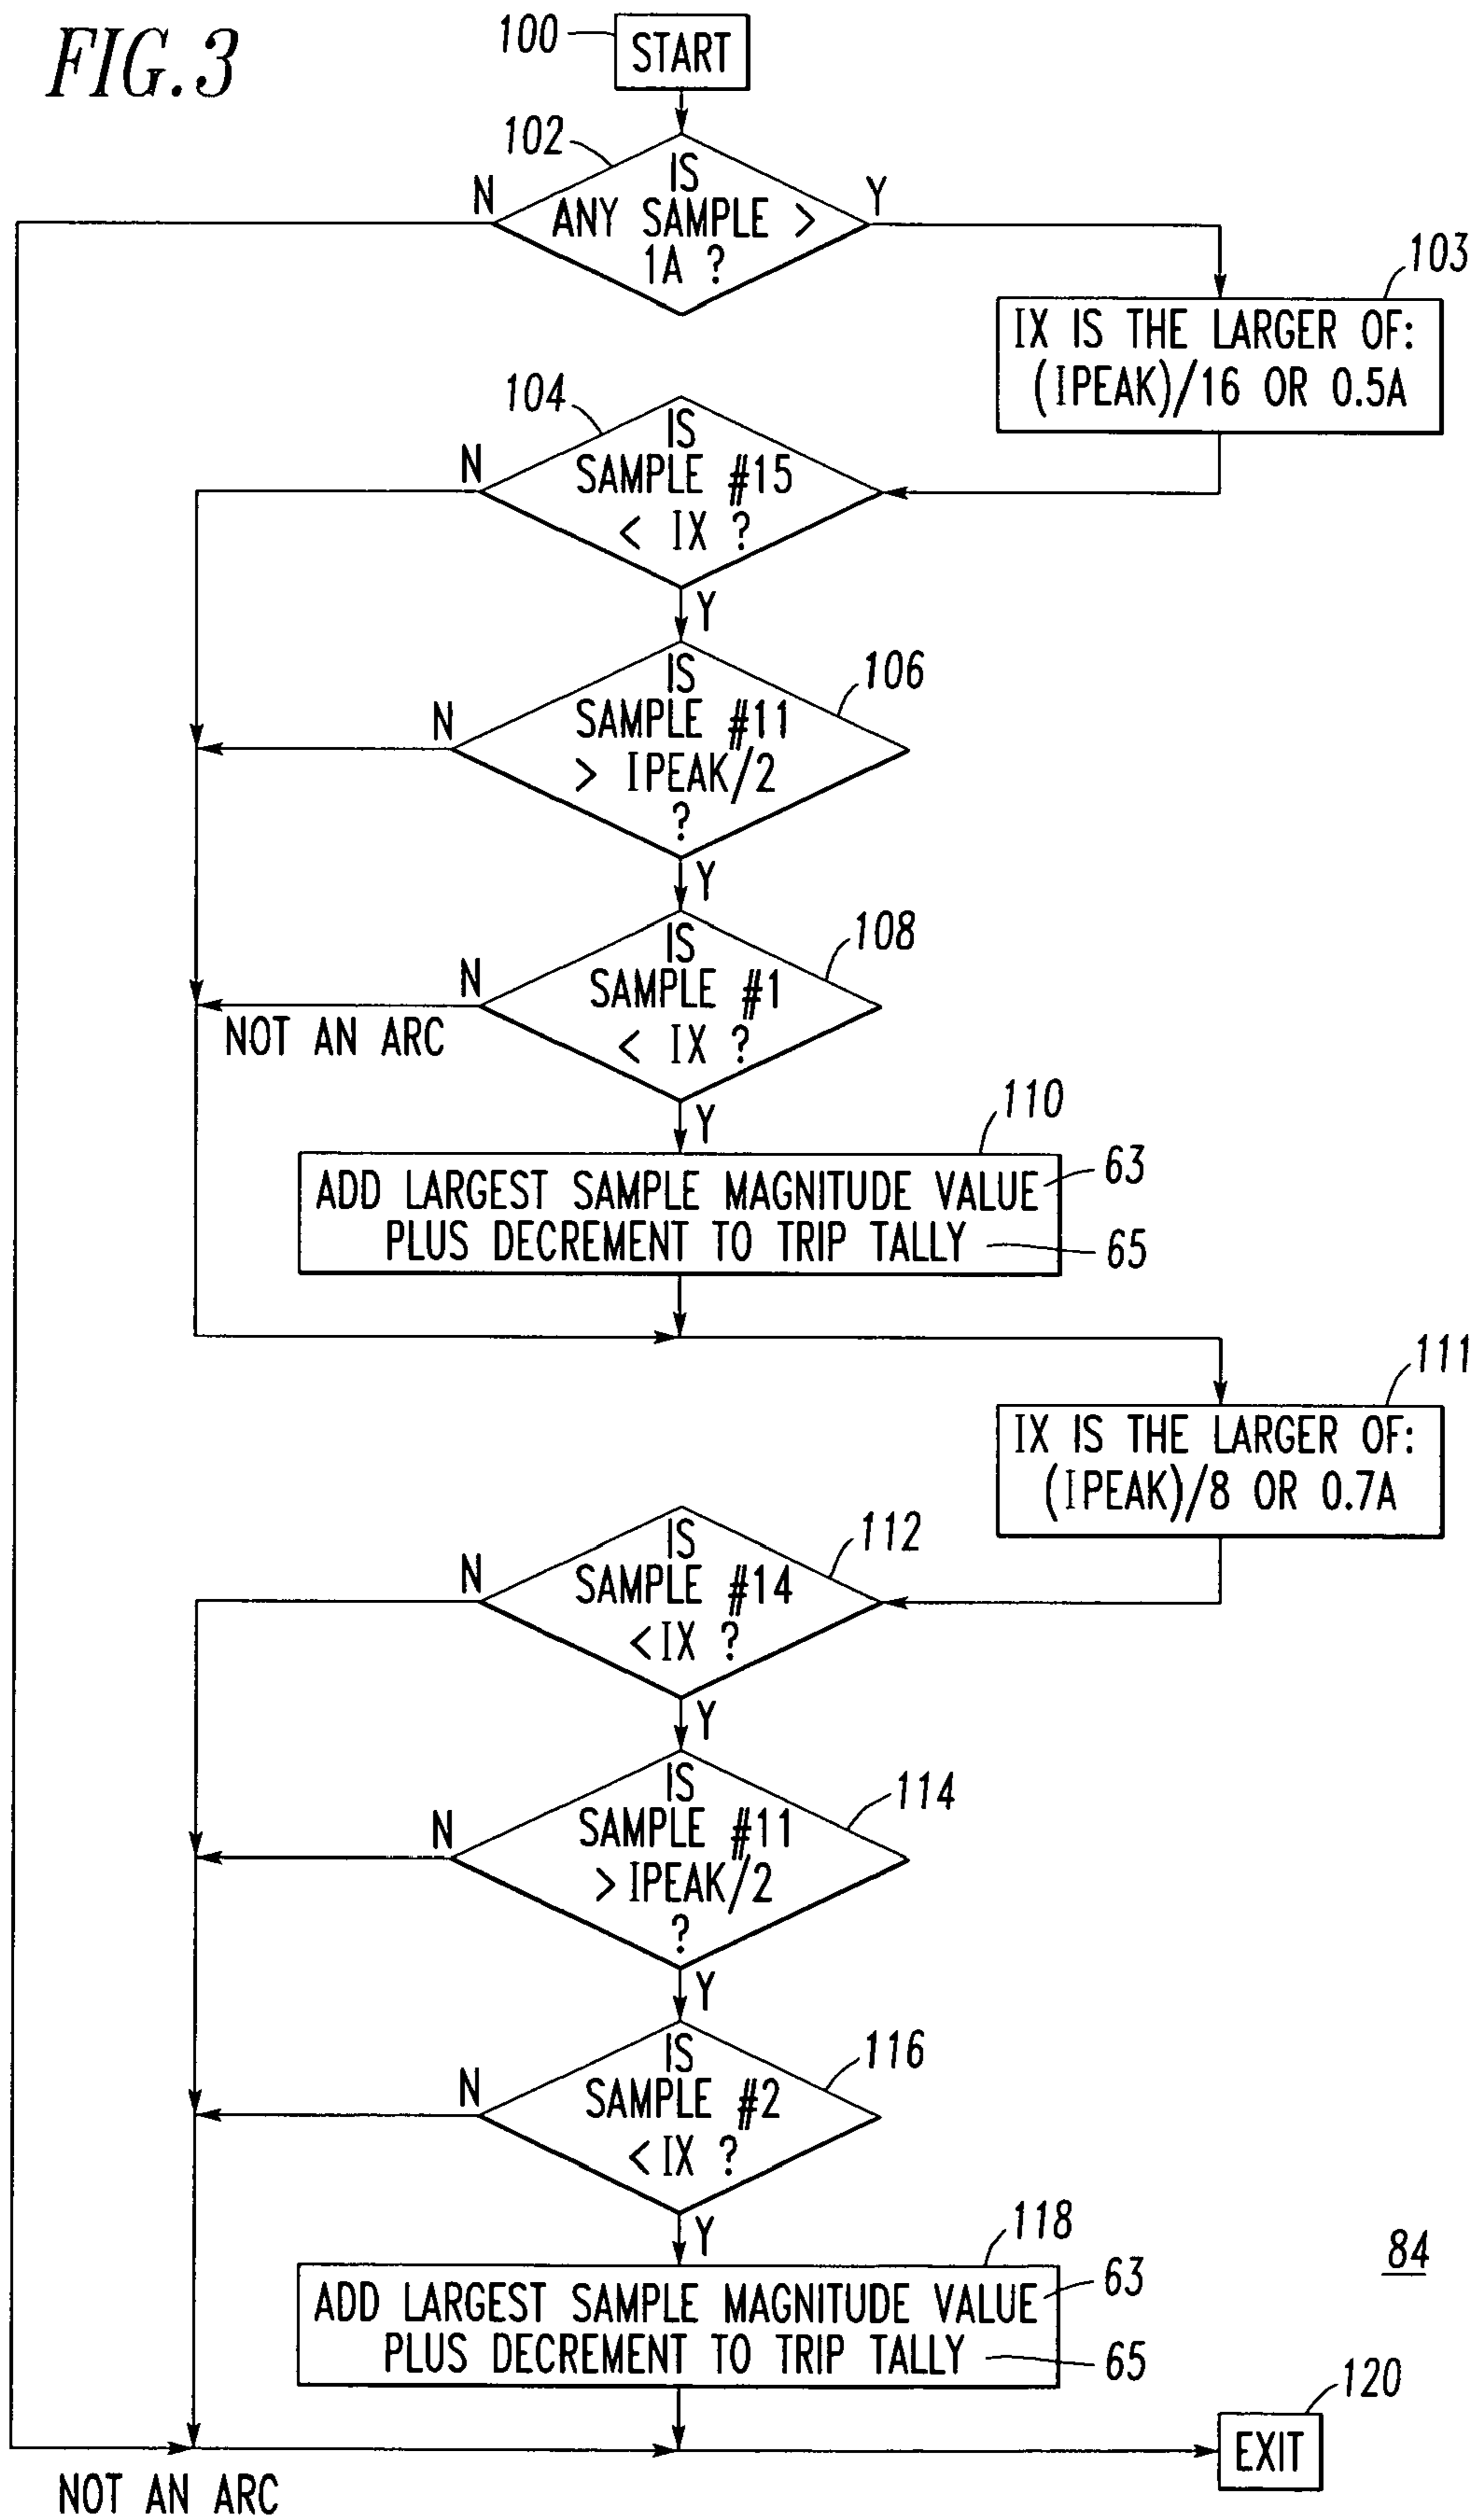 FIG. 3
100
START
102
IS
ANY SAMPLE >
1A ?
N
Y
103
IX IS THE LARGER OF:
(IPEAK)/16 OR 0.5A
104
IS
SAMPLE #15
< IX ?
N
Y
106
IS
SAMPLE #11
> IPEAK/2
?
N
Y
108
IS
SAMPLE #1
< IX ?
N
NOT AN ARC
Y
110
ADD LARGEST SAMPLE MAGNITUDE VALUE
63
PLUS DECREMENT TO TRIP TALLY
65
111
IX IS THE LARGER OF:
(IPEAK)/8 OR 0.7A
112
IS
SAMPLE #14
< IX ?
N
Y
114
IS
SAMPLE #11
> IPEAK/2
?
N
Y
116
IS
SAMPLE #2
< IX ?
N
Y
118
84
ADD LARGEST SAMPLE MAGNITUDE VALUE
63
PLUS DECREMENT TO TRIP TALLY
65
120
EXIT
NOT AN ARC